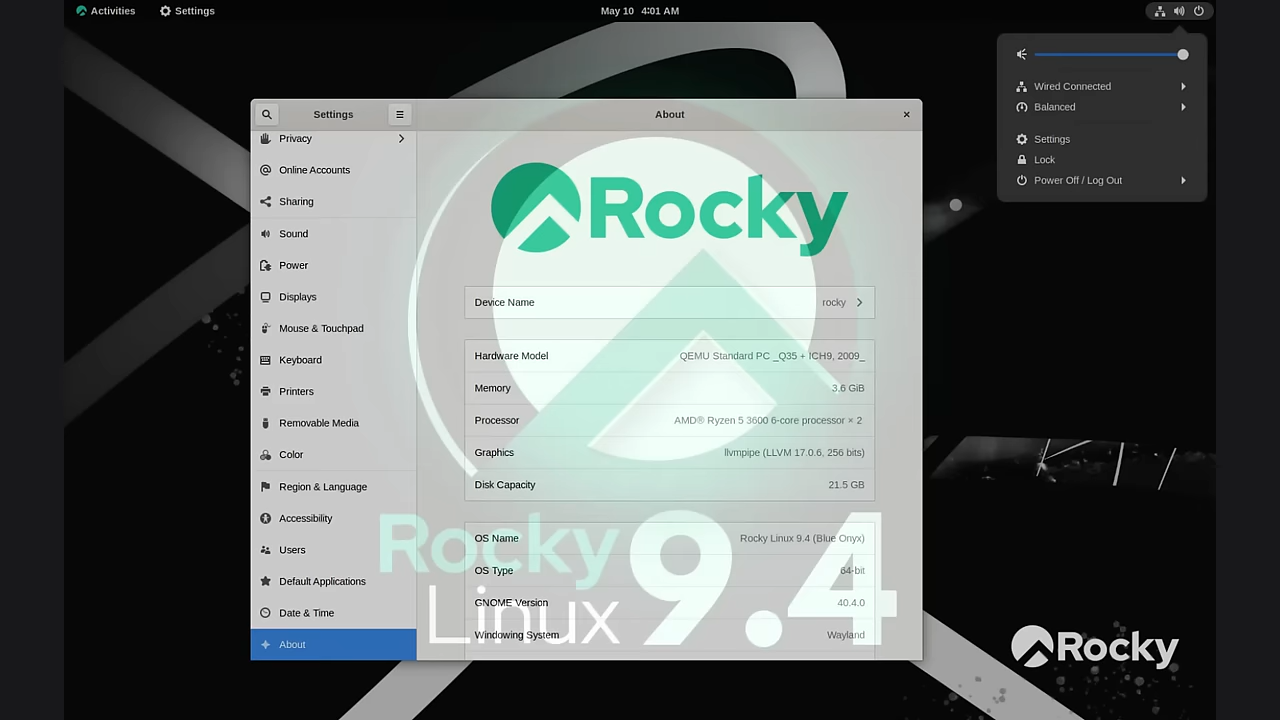 Activities Settings May 10 4:01 AM
Wired Connected
Balanced
Settings
Lock
Power Off / Log Out
Settings
About
Privacy
Online Accounts
Sharing
Sound
Power
Displays
Mouse & Touchpad
Keyboard
Printers
Removable Media
Color
Region & Language
Accessibility
Users
Default Applications
Date & Time
About
Rocky
Device Name rocky
Hardware Model QEMU Standard PC _Q35 + ICH9, 2009_
Memory 3.6 GiB
Processor AMD® Ryzen 5 3600 6-core processor × 2
Graphics llvmpipe (LLVM 17.0.6, 256 bits)
Disk Capacity 21.5 GB
OS Name Rocky Linux 9.4 (Blue Onyx)
OS Type 64-bit
GNOME Version 40.4.0
Windowing System Wayland
Rocky
Linux 9.4
Rocky